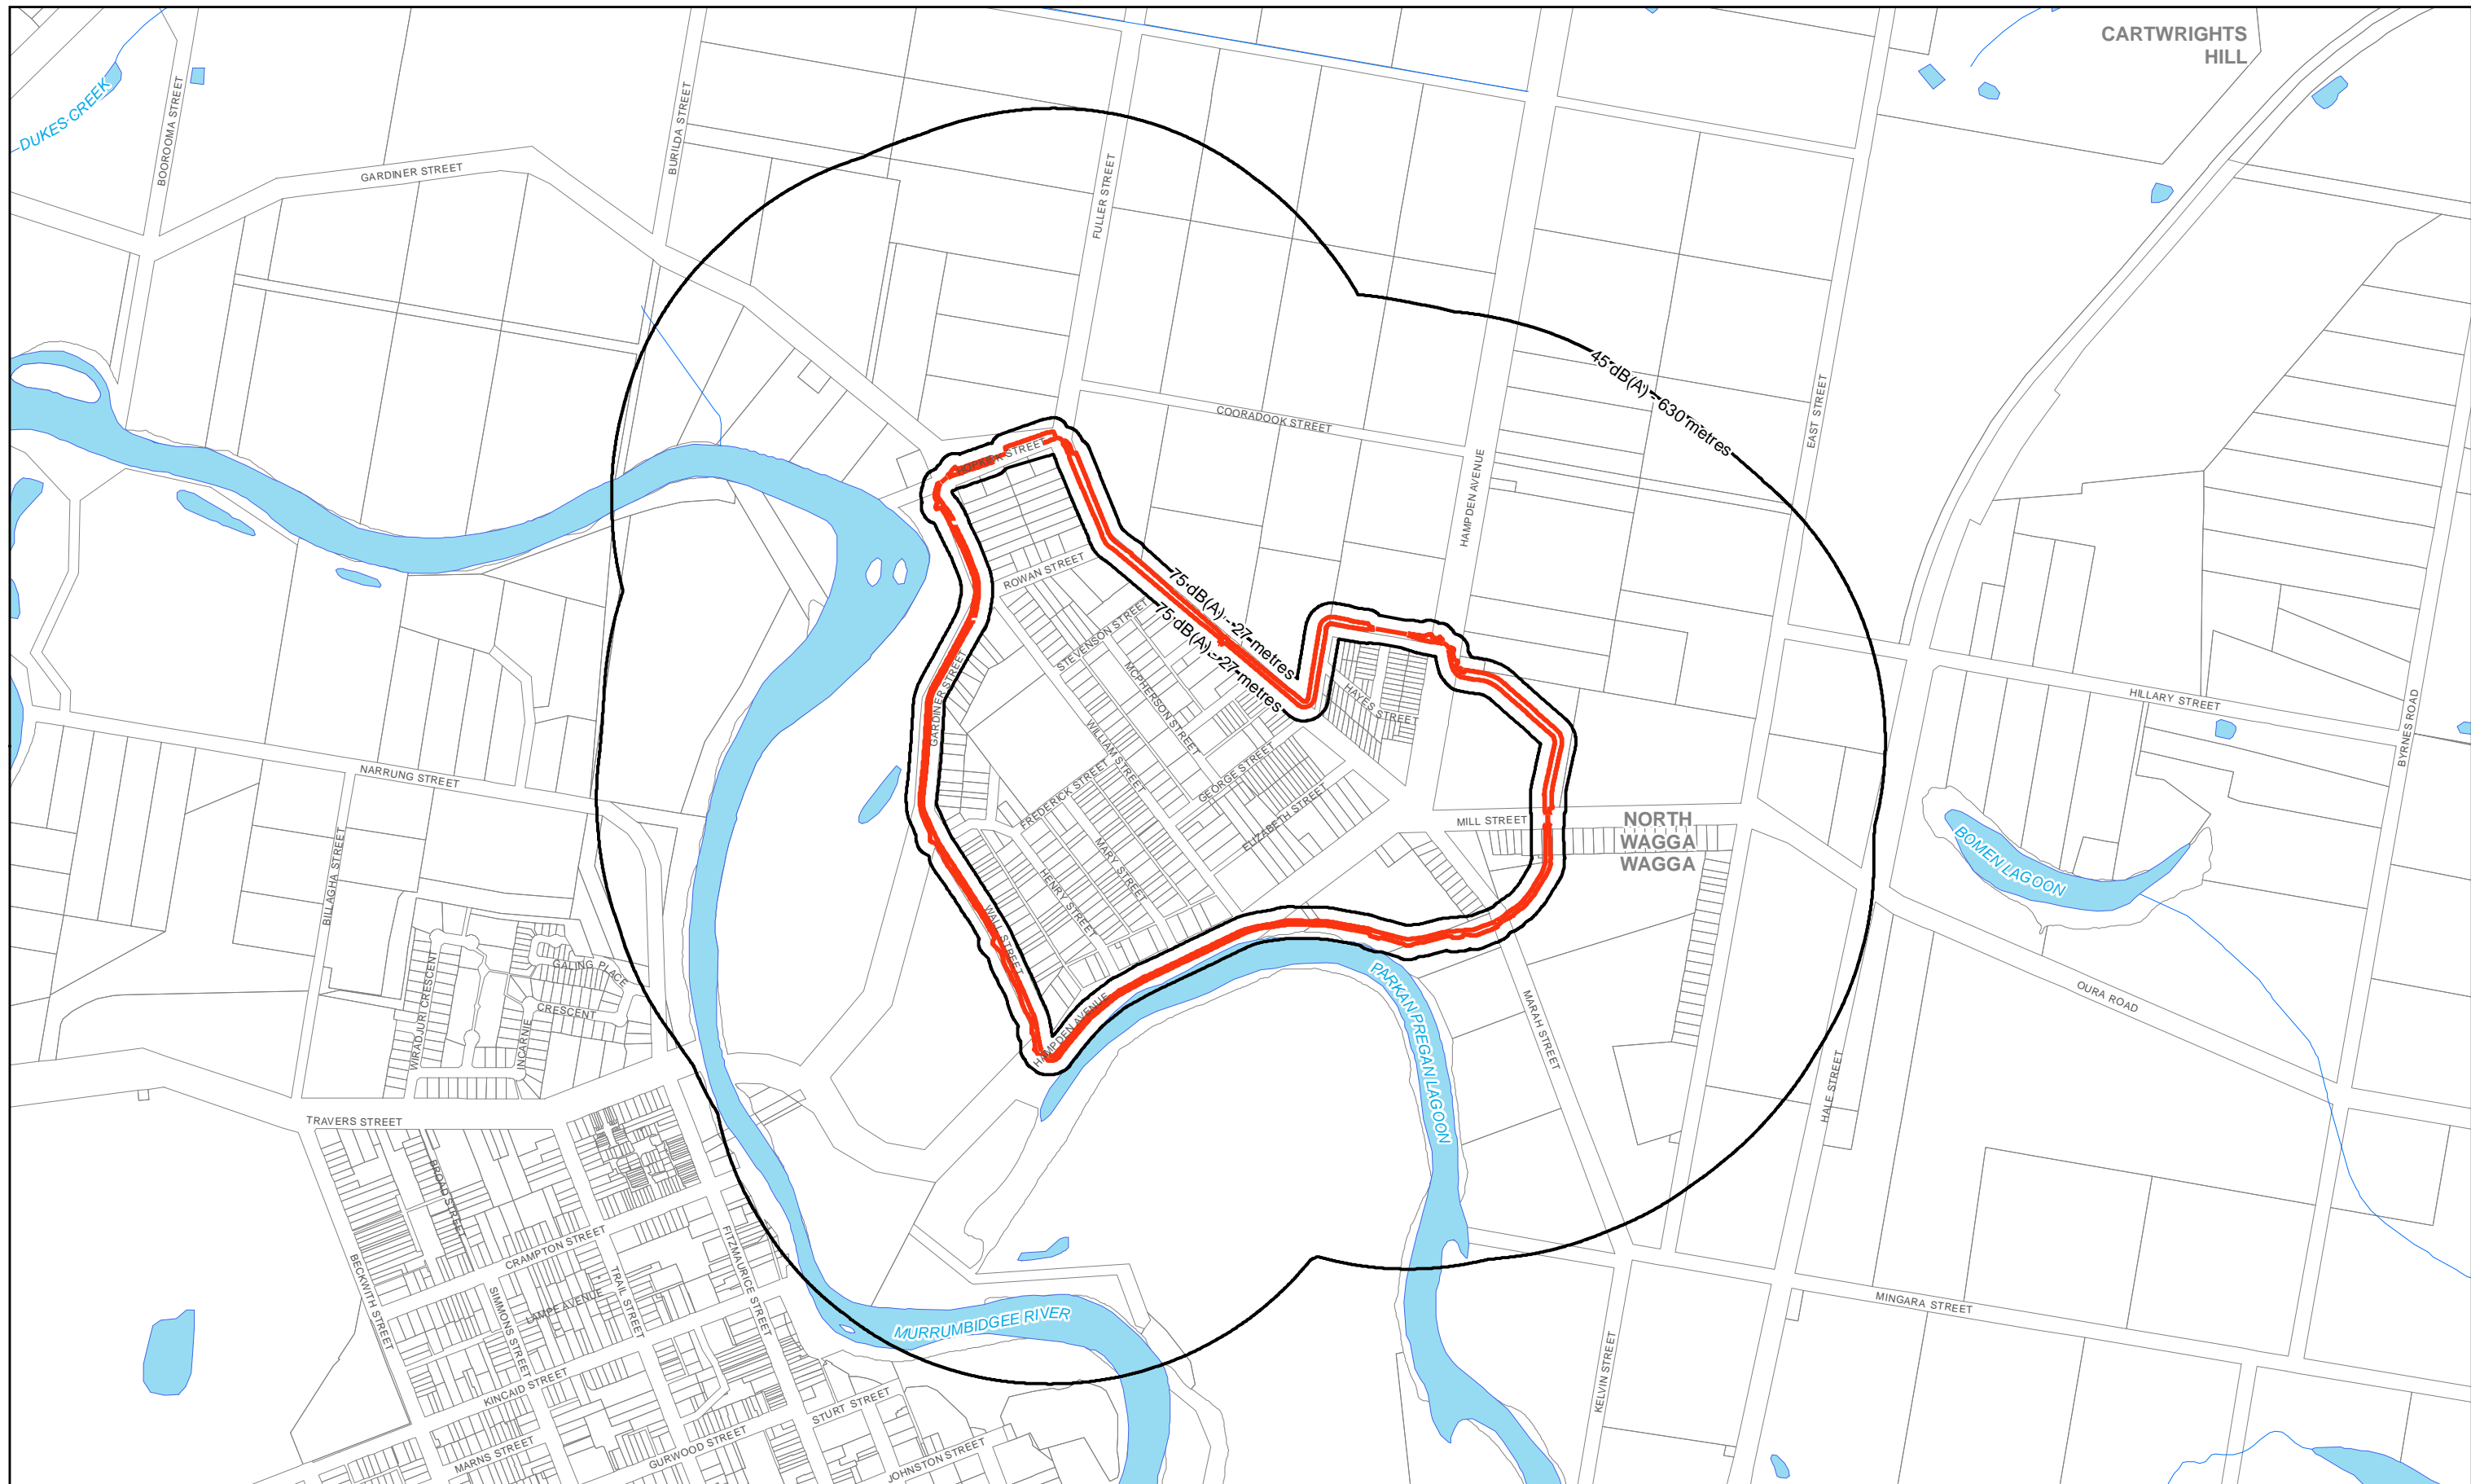 CARTWRIGHTS
HILL
DUKES CREEK
BOOROOMA STREET
GARDINER STREET
BURILDA STREET
FULLER STREET
45 dB(A) - 630 metres
COORADOOK STREET
EAST STREET
HAMPDEN AVENUE
HOPKIRK STREET
ROWAN STREET
75 dB(A) - 27 metres
75 dB(A) - 27 metres
STEVENSON STREET
MCPHERSON STREET
GARDINER STREET
WILLIAM STREET
HAYES STREET
HILLARY STREET
BYRNES ROAD
NARRUNG STREET
FREDERICK STREET
GEORGE STREET
ELIZABETH STREET
MILL STREET
NORTH
WAGGA
WAGGA
BOMEN LAGOON
BILLAGHA STREET
MARY STREET
HENRY STREET
WALL STREET
GALING PLACE
CRESCENT
WIRADJURI CRESCENT
INCARNIE
HAMPDEN AVENUE
PARKAN PREGAN LAGOON
MARAH STREET
OURA ROAD
HALE STREET
TRAVERS STREET
BROAD STREET
CRAMPTON STREET
FITZMAURICE STREET
BECKWITH STREET
SIMMONS STREET
LAMPE AVENUE
TRAIL STREET
MURRUMBIDGEE RIVER
MINGARA STREET
KELVIN STREET
KINCAID STREET
STURT STREET
MARNS STREET
GURWOOD STREET
JOHNSTON STREET